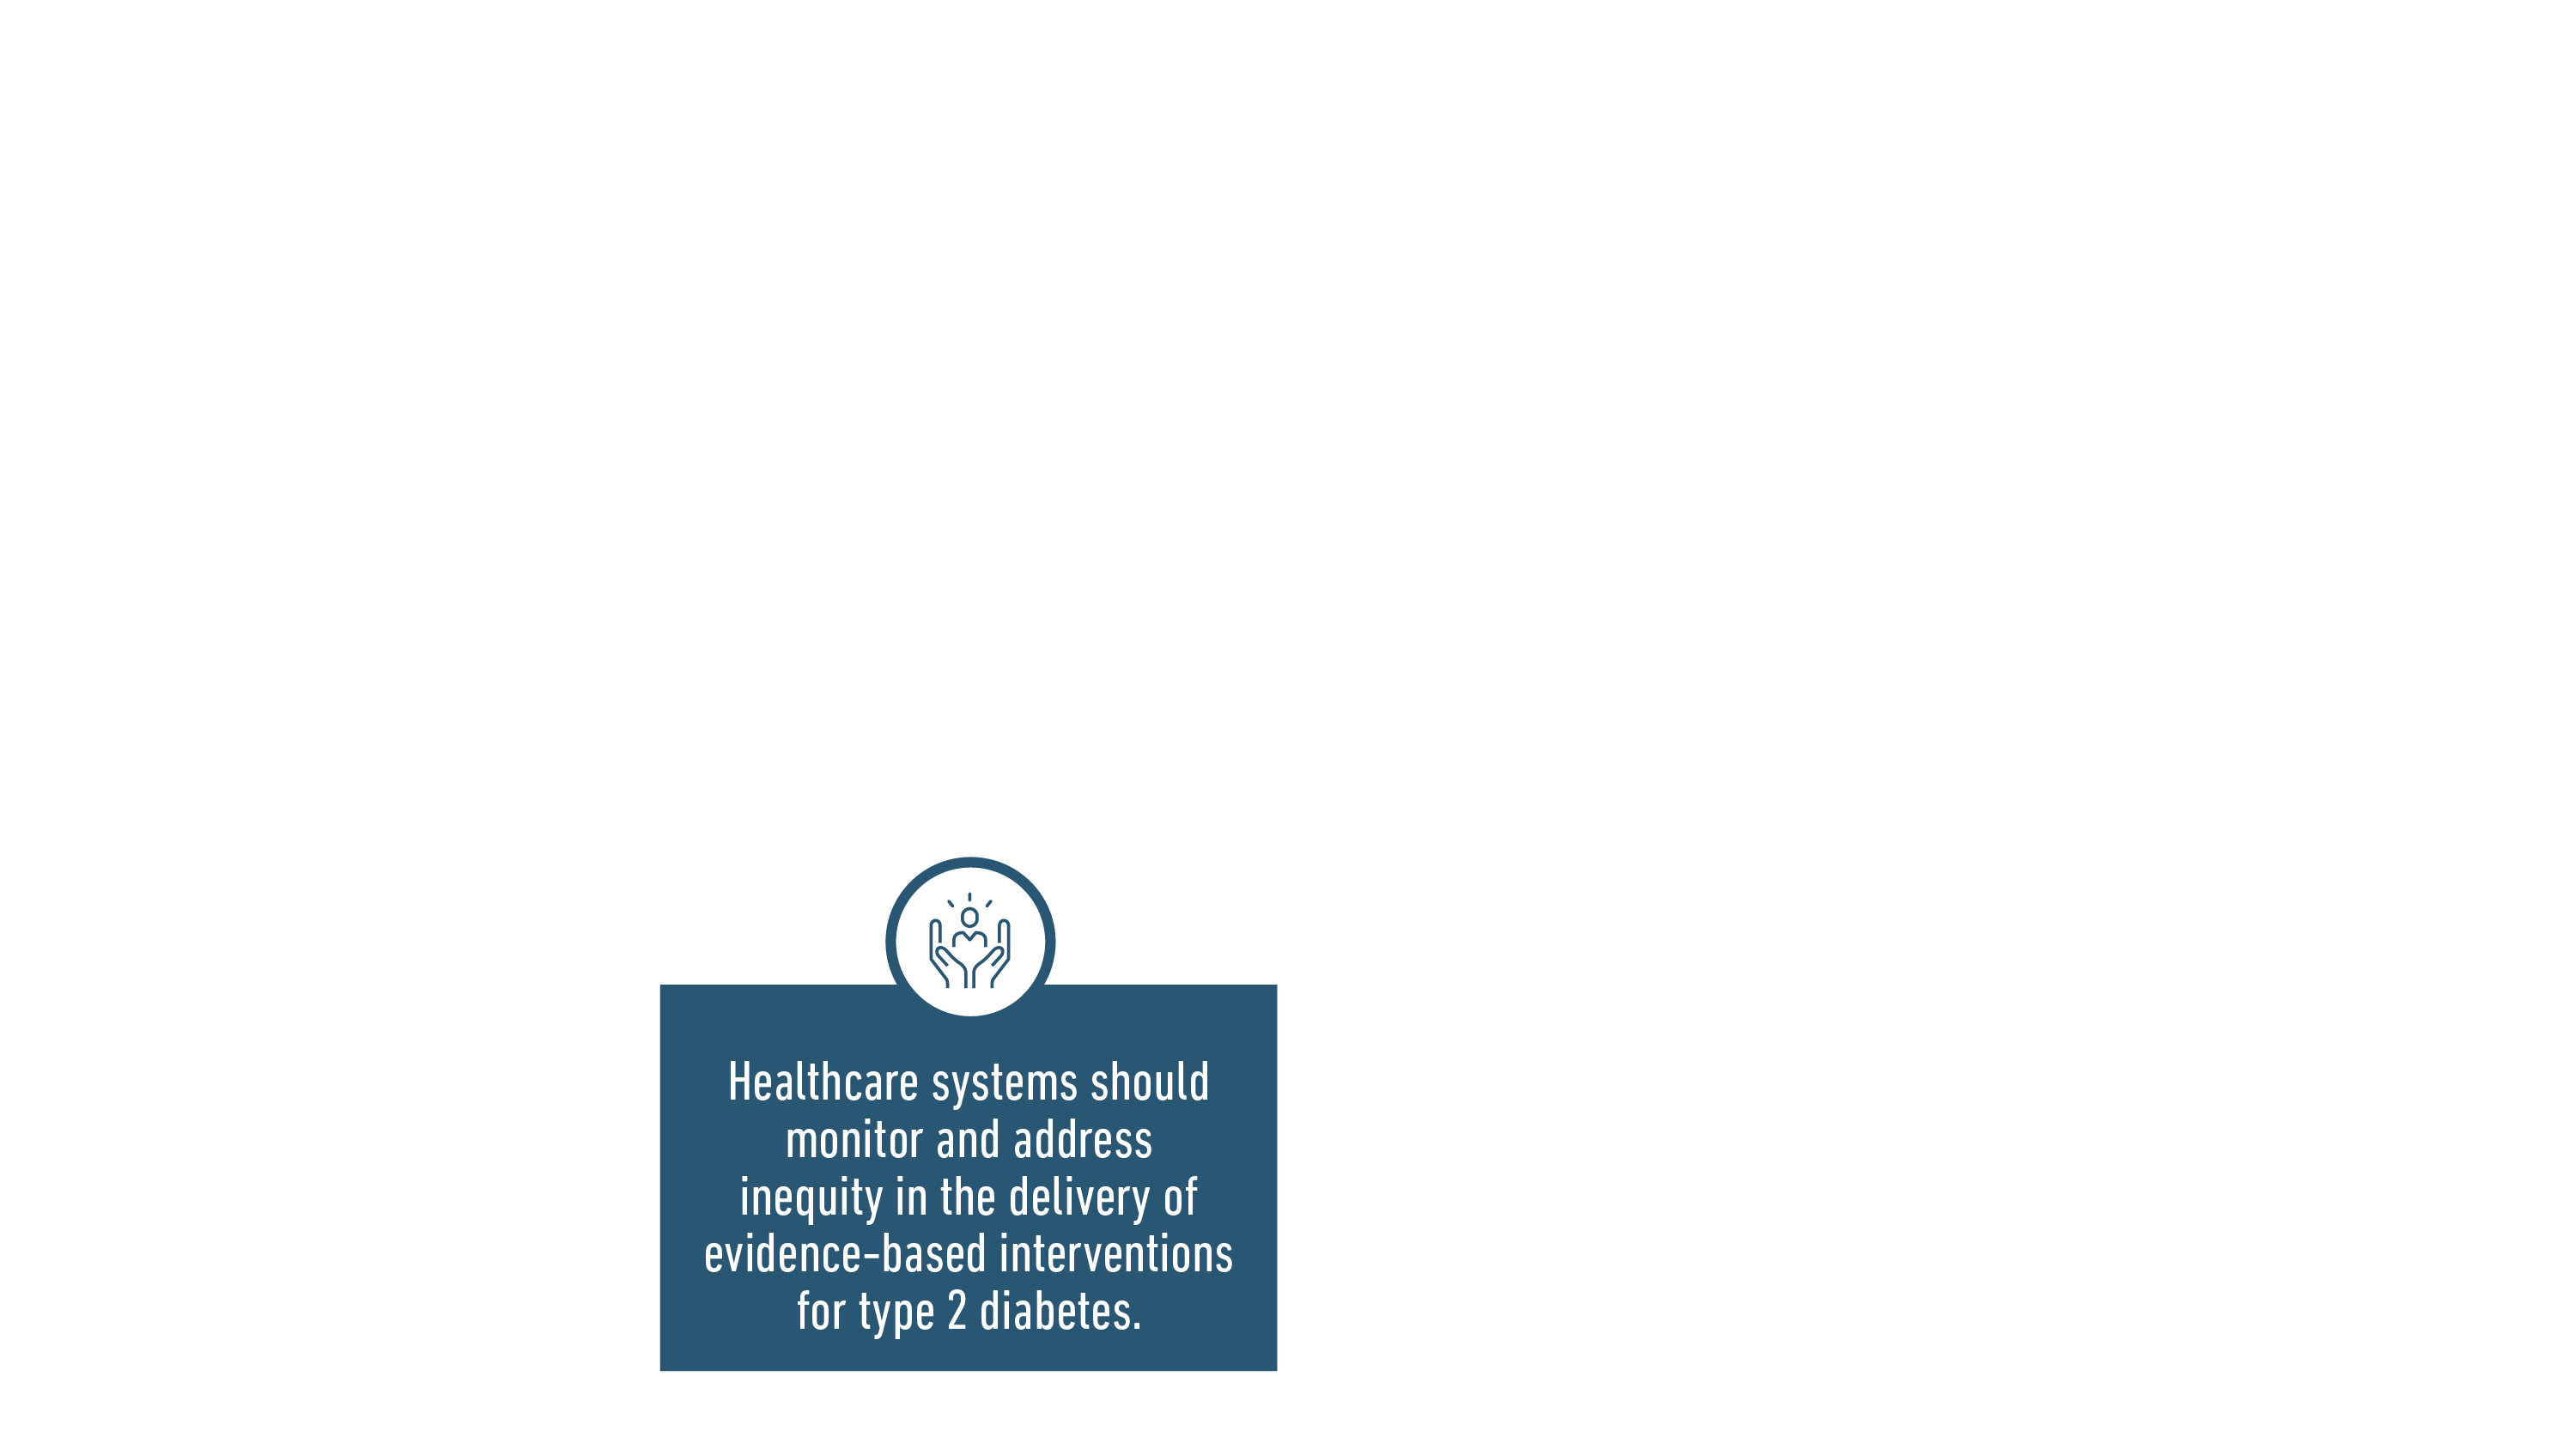 Healthcare systems should
monitor and address
inequity in the delivery of
evidence-based interventions
for type 2 diabetes.